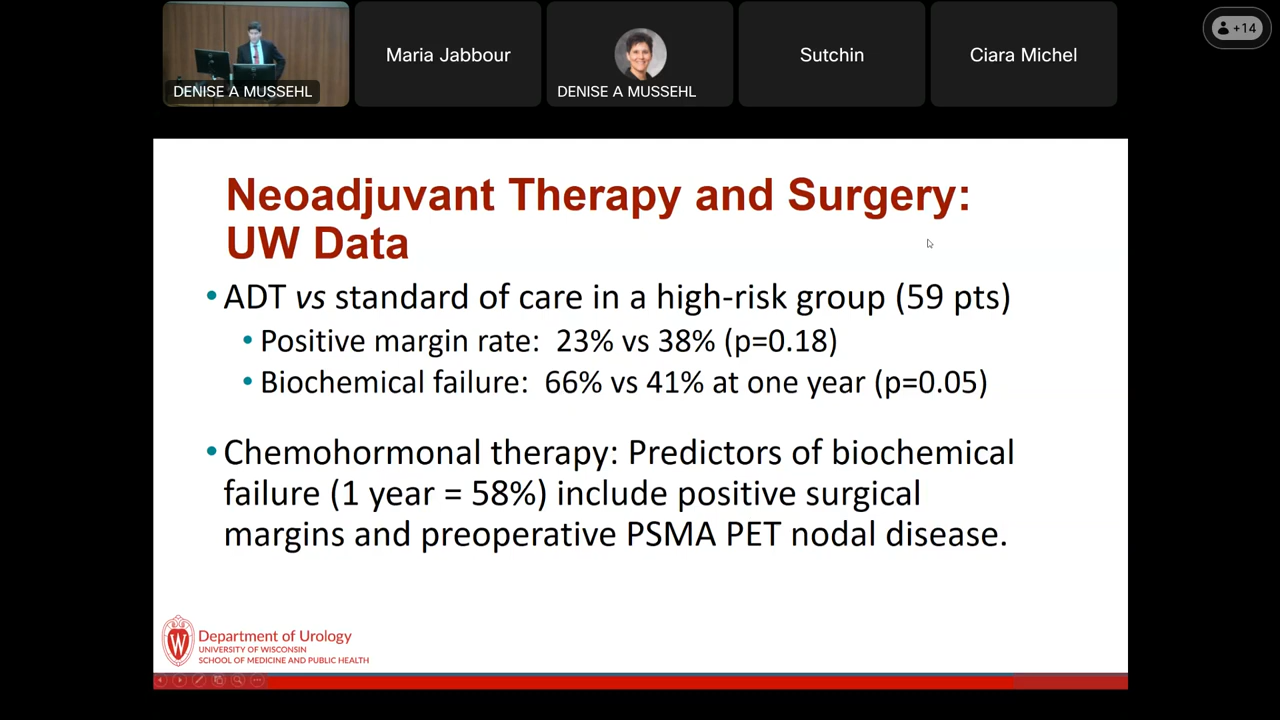 +14
DENISE A MUSSEHL
Maria Jabbour
DENISE A MUSSEHL
Sutchin
Ciara Michel
Neoadjuvant Therapy and Surgery:
UW Data
•ADT vs standard of care in a high-risk group (59 pts)
•Positive margin rate: 23% vs 38% (p=0.18)
•Biochemical failure: 66% vs 41% at one year (p=0.05)
•Chemohormonal therapy: Predictors of biochemical
failure (1 year = 58%) include positive surgical
margins and preoperative PSMA PET nodal disease.
W
Department of Urology
UNIVERSITY OF WISCONSIN
SCHOOL OF MEDICINE AND PUBLIC HEALTH